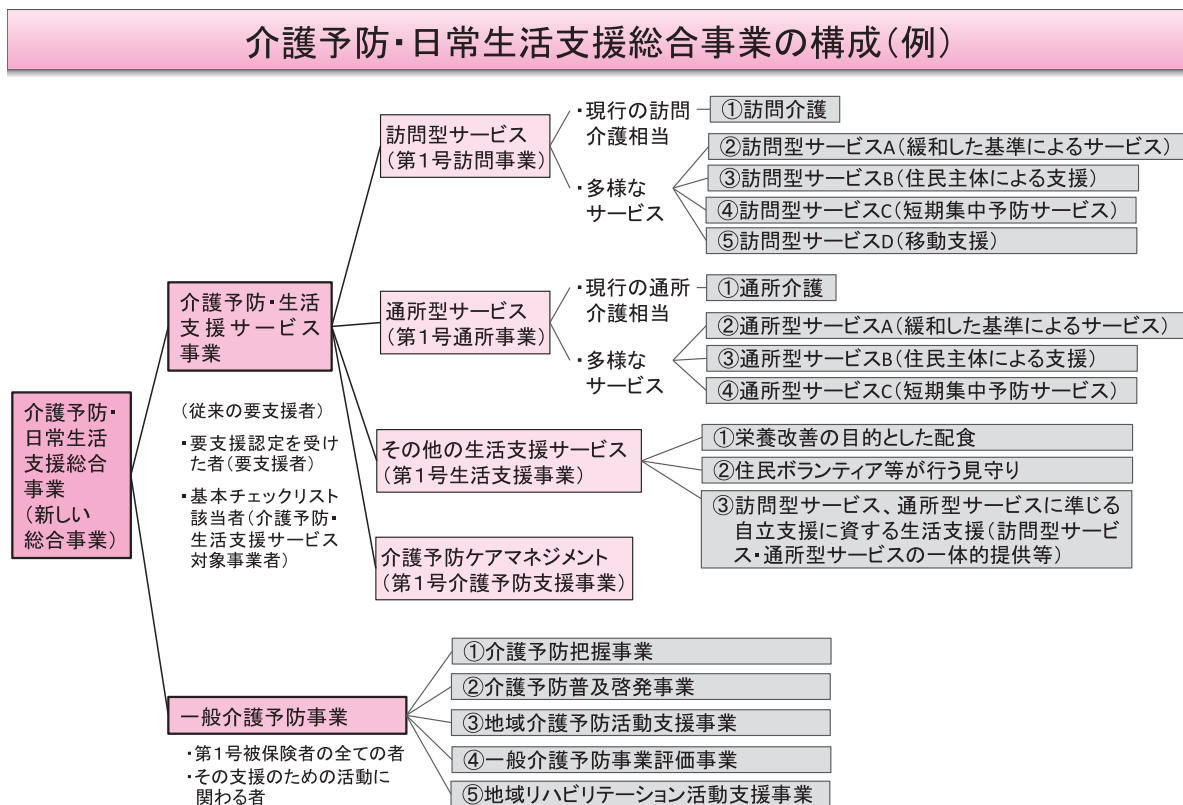 介護予防・日常生活支援総合事業の構成(例)
訪問型サービス
(第1号訪問事業)
・現行の訪問
介護相当
①訪問介護
・多様な
サービス
②訪問型サービスA(緩和した基準によるサービス)
③訪問型サービスB(住民主体による支援)
④訪問型サービスC(短期集中予防サービス)
⑤訪問型サービスD(移動支援)
介護予防・生活
支援サービス
事業
通所型サービス
(第1号通所事業)
・現行の通所
介護相当
①通所介護
・多様な
サービス
②通所型サービスA(緩和した基準によるサービス)
③通所型サービスB(住民主体による支援)
④通所型サービスC(短期集中予防サービス)
介護予防・
日常生活
支援総合
事業
(新しい
総合事業)
(従来の要支援者)
・要支援認定を受け
た者(要支援者)
・基本チェックリスト
該当者(介護予防・
生活支援サービス
対象事業者)
その他の生活支援サービス
(第1号生活支援事業)
①栄養改善の目的とした配食
②住民ボランティア等が行う見守り
③訪問型サービス、通所型サービスに準じる
自立支援に資する生活支援(訪問型サービ
ス・通所型サービスの一体的提供等)
介護予防ケアマネジメント
(第1号介護予防支援事業)
一般介護予防事業
・第1号被保険者の全ての者
・その支援のための活動に
関わる者
①介護予防把握事業
②介護予防普及啓発事業
③地域介護予防活動支援事業
④一般介護予防事業評価事業
⑤地域リハビリテーション活動支援事業